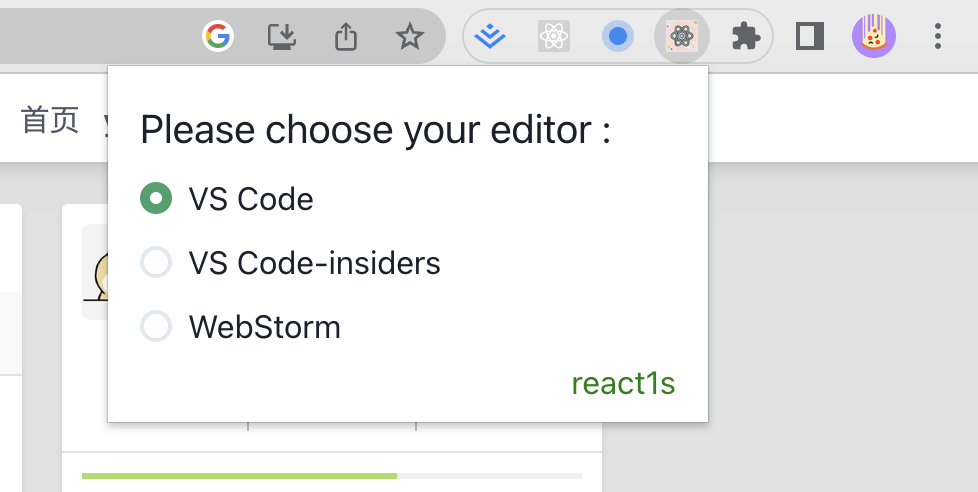 首页
Please choose your editor :
VS Code
VS Code-insiders
WebStorm
react1s